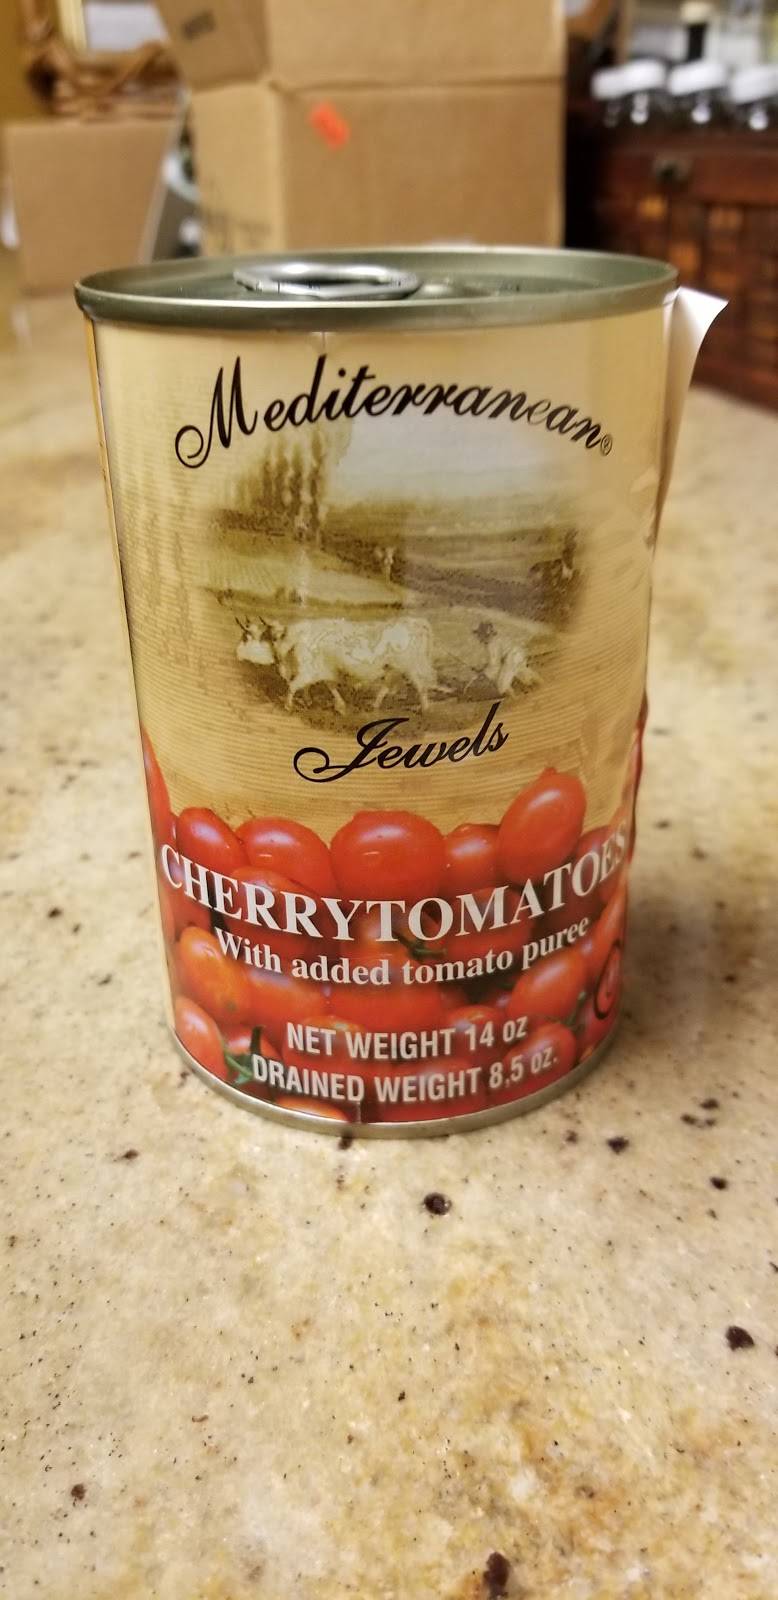 Mediterranean®
Jewels
CHERRYTOMATOES
With added tomato puree
NET WEIGHT 14 OZ
DRAINED WEIGHT 8,5 OZ.